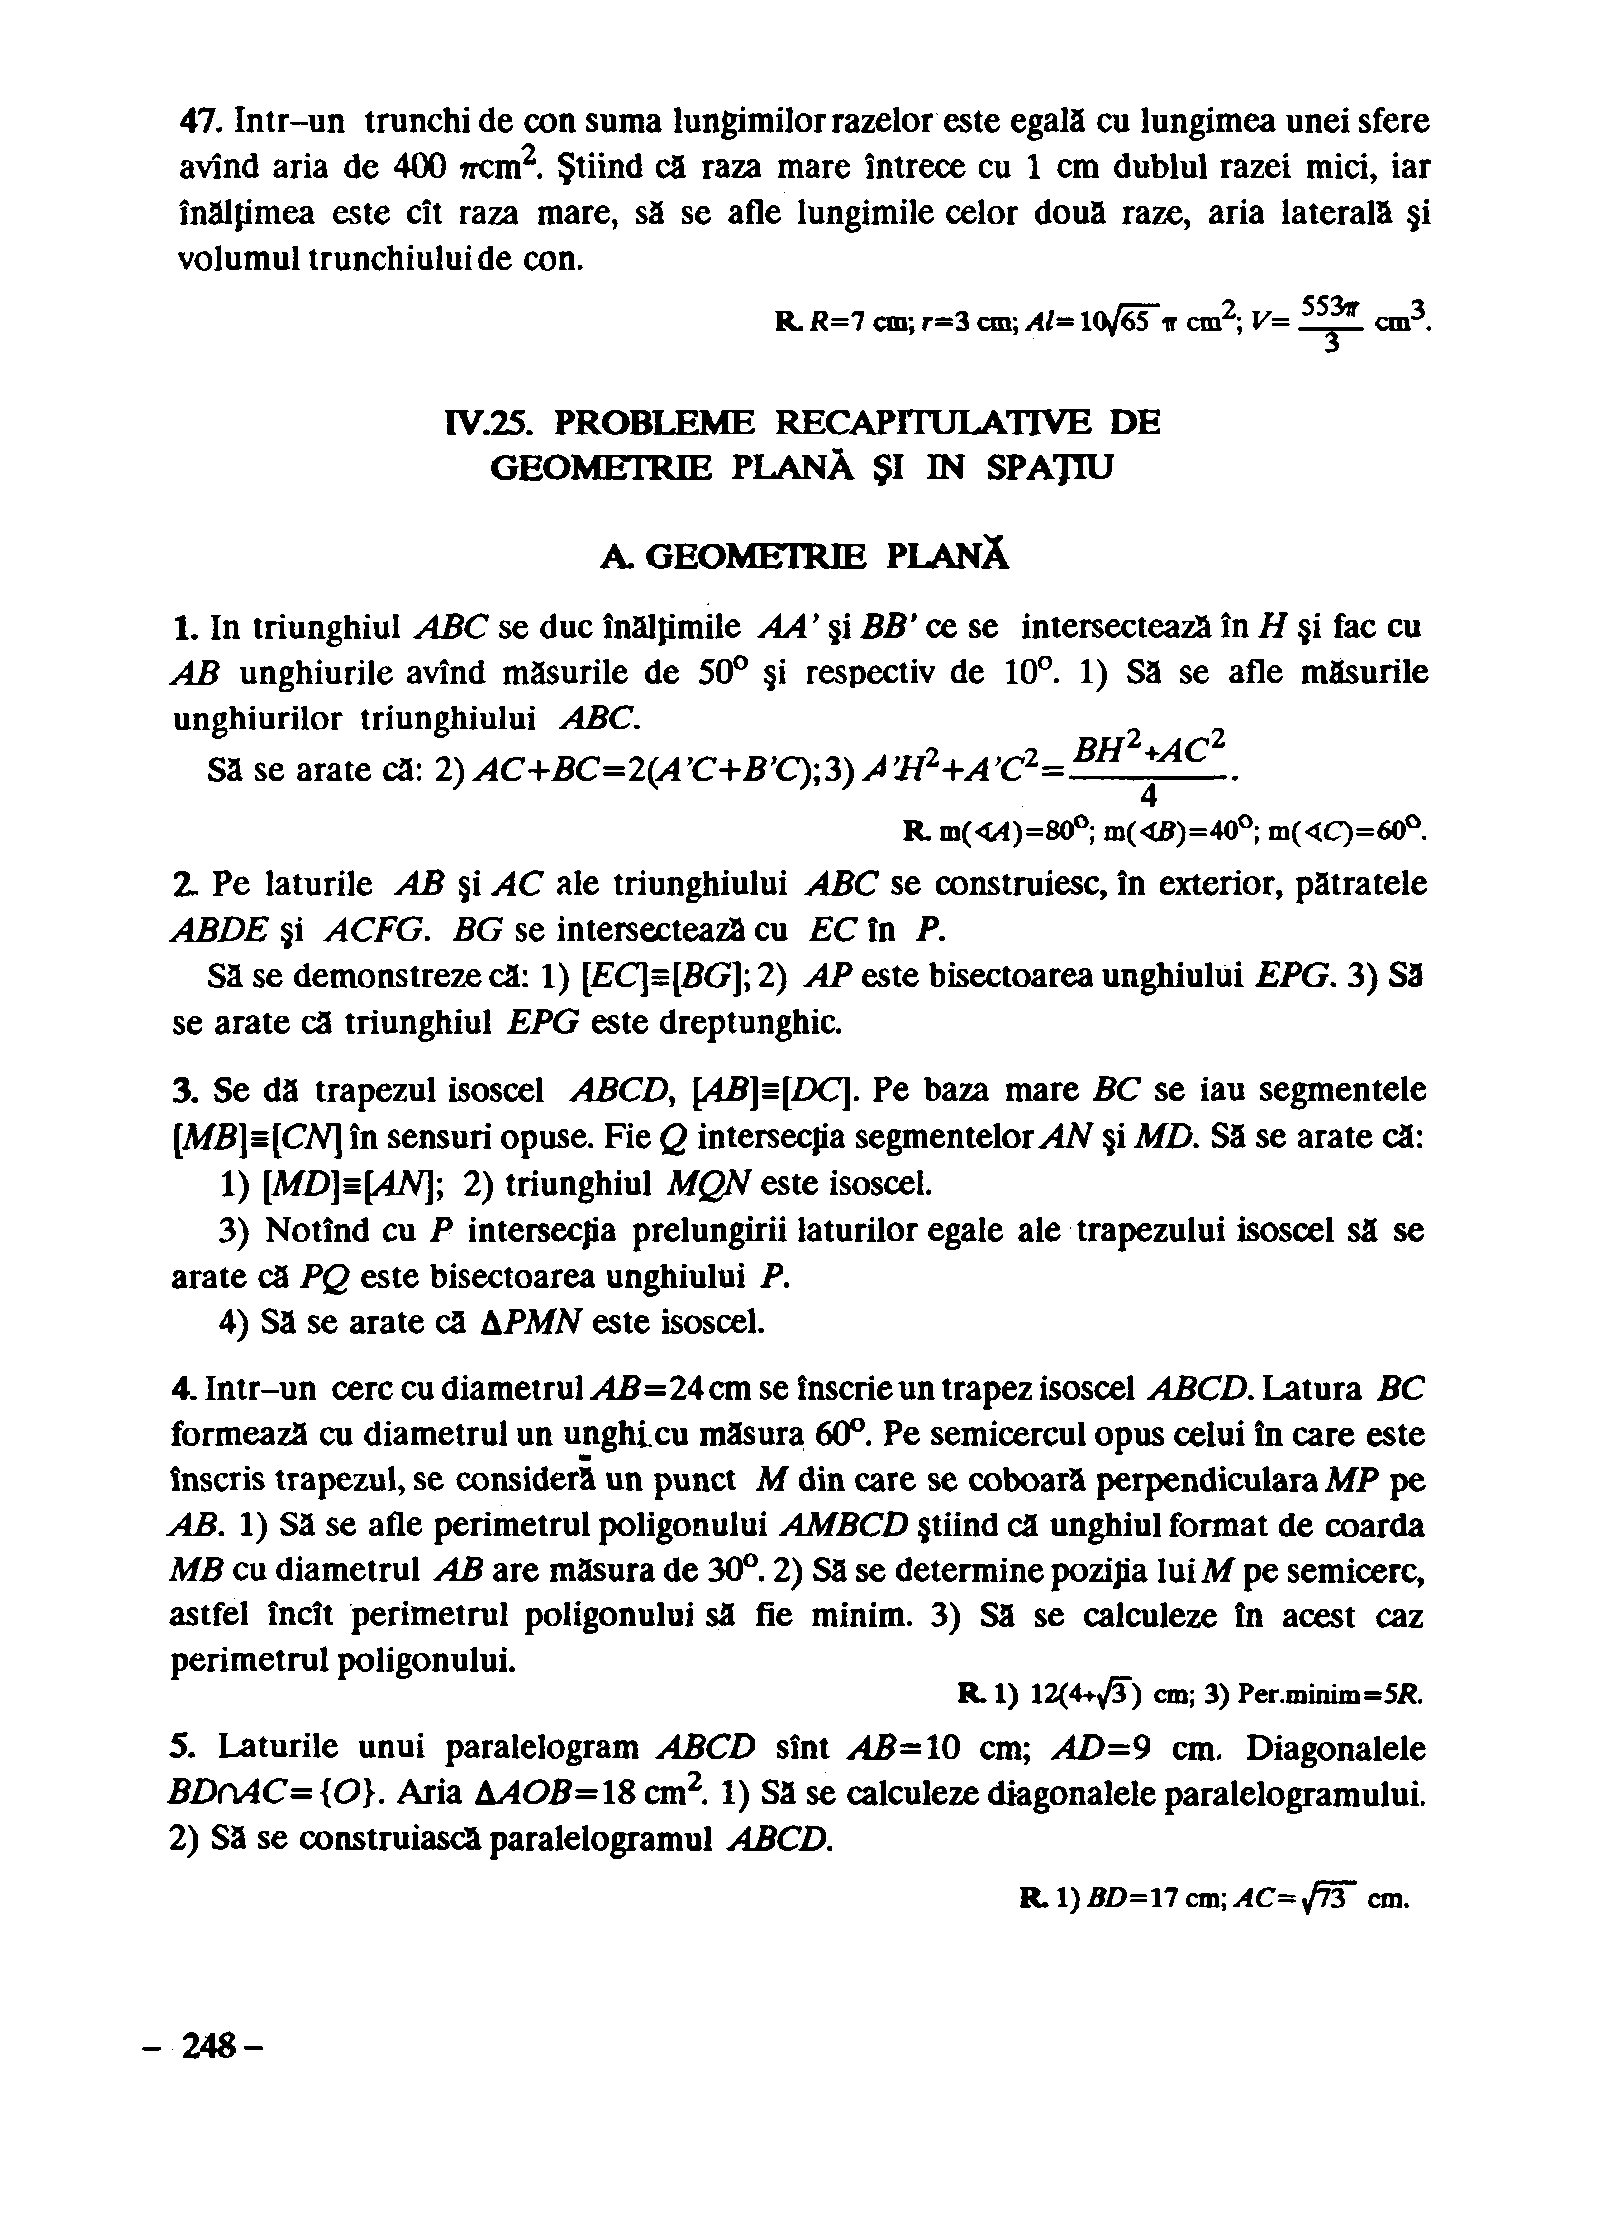 47. Intr–un trunchi de con suma lungimilor razelor este egală cu lungimea unei sfere
avînd aria de 400 πcm². Ştiind că raza mare întrece cu 1 cm dublul razei mici, iar
înălţimea este cît raza mare, să se afle lungimile celor două raze, aria laterală şi
volumul trunchiului de con.
R. R=7 cm; r=3 cm; Al=10√65 π cm²; V= 553π/3 cm³.
IV.25. PROBLEME RECAPITULATIVE DE
GEOMETRIE PLANĂ ŞI IN SPAŢIU
A. GEOMETRIE PLANĂ
1. In triunghiul ABC se duc înălţimile AA’ şi BB’ ce se intersectează în H şi fac cu
AB unghiurile avînd măsurile de 50° şi respectiv de 10°. 1) Să se afle măsurile
unghiurilor triunghiului ABC.
Să se arate că: 2) AC+BC=2(A’C+B’C); 3) A’H²+A’C²= (BH²+AC²)/4.
R. m(∢A)=80°; m(∢B)=40°; m(∢C)=60°.
2. Pe laturile AB şi AC ale triunghiului ABC se construiesc, în exterior, pătratele
ABDE şi ACFG. BG se intersectează cu EC în P.
Să se demonstreze că: 1) [EC]≡[BG]; 2) AP este bisectoarea unghiului EPG. 3) Să
se arate că triunghiul EPG este dreptunghic.
3. Se dă trapezul isoscel ABCD, [AB]≡[DC]. Pe baza mare BC se iau segmentele
[MB]≡[CN] în sensuri opuse. Fie Q intersecţia segmentelor AN şi MD. Să se arate că:
1) [MD]≡[AN]; 2) triunghiul MQN este isoscel.
3) Notînd cu P intersecţia prelungirii laturilor egale ale trapezului isoscel să se
arate că PQ este bisectoarea unghiului P.
4) Să se arate că ΔPMN este isoscel.
4. Intr–un cerc cu diametrul AB=24 cm se înscrie un trapez isoscel ABCD. Latura BC
formează cu diametrul un unghi cu măsura 60°. Pe semicercul opus celui în care este
înscris trapezul, se consideră un punct M din care se coboară perpendiculara MP pe
AB. 1) Să se afle perimetrul poligonului AMBCD ştiind că unghiul format de coarda
MB cu diametrul AB are măsura de 30°. 2) Să se determine poziţia lui M pe semicerc,
astfel încît perimetrul poligonului să fie minim. 3) Să se calculeze în acest caz
perimetrul poligonului.
R. 1) 12(4+√3) cm; 3) Per.minim=5R.
5. Laturile unui paralelogram ABCD sînt AB=10 cm; AD=9 cm. Diagonalele
BD∩AC={O}. Aria ΔAOB=18 cm². 1) Să se calculeze diagonalele paralelogramului.
2) Să se construiască paralelogramul ABCD.
R. 1) BD=17 cm; AC=√73 cm.
– 248 –